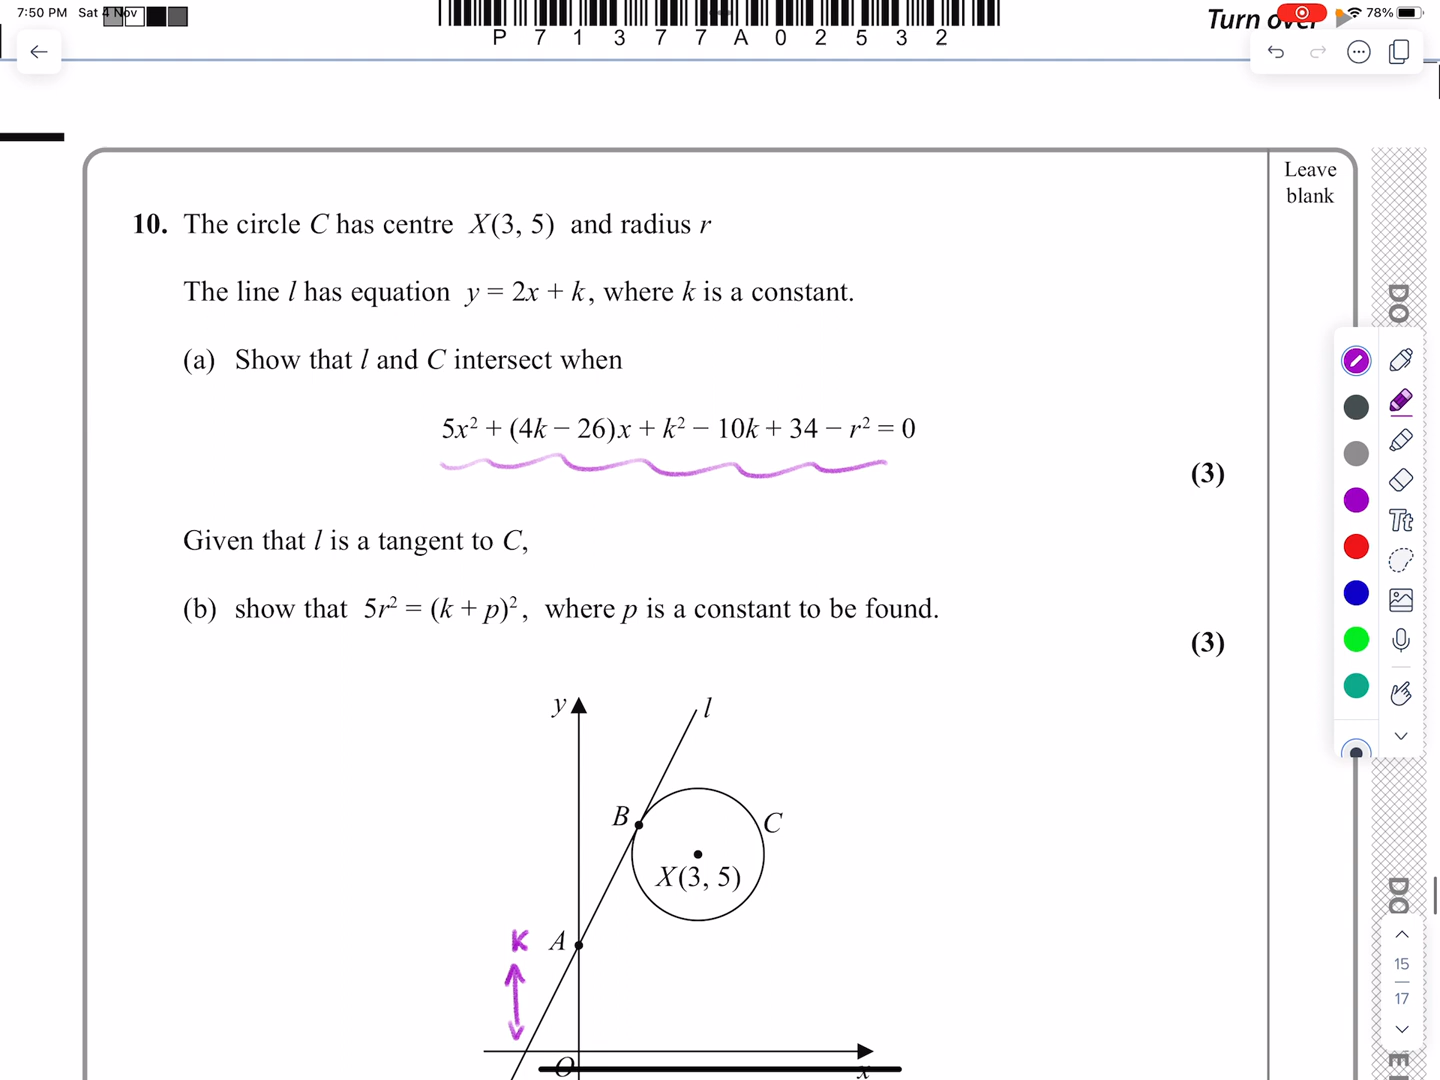 7:50 PM Sat 4 Nov
P 7 1 3 7 7 A 0 2 5 3 2
Turn over
78%
Leave
blank
10. The circle C has centre X(3, 5) and radius r
The line l has equation y = 2x + k, where k is a constant.
(a) Show that l and C intersect when
5x² + (4k − 26)x + k² − 10k + 34 − r² = 0
(3)
Given that l is a tangent to C,
(b) show that 5r² = (k + p)², where p is a constant to be found.
(3)
y
l
B
C
X(3, 5)
K
A
O
x
DO
Tt
DO
15
17